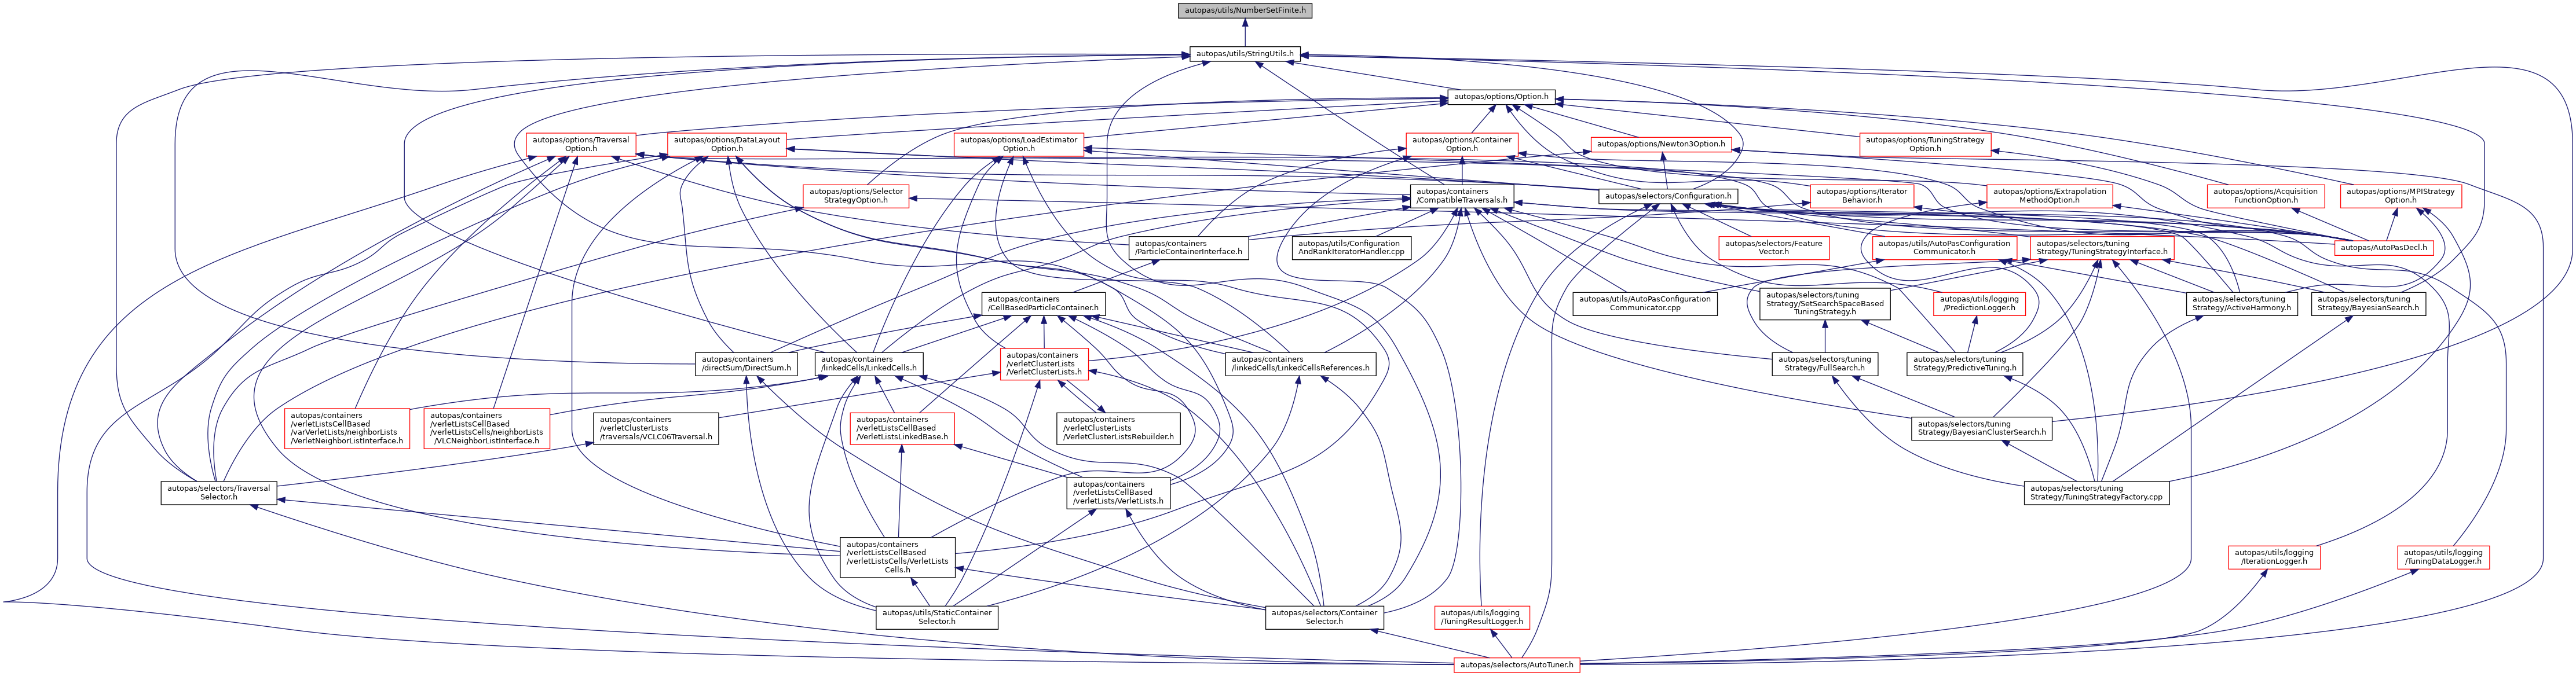 autopas/utils/NumberSetFinite.h
autopas/utils/StringUtils.h
autopas/options/Option.h
autopas/options/Traversal
Option.h
autopas/options/DataLayout
Option.h
autopas/options/LoadEstimator
Option.h
autopas/options/Container
Option.h
autopas/options/Newton3Option.h
autopas/options/TuningStrategy
Option.h
autopas/options/Selector
StrategyOption.h
autopas/containers
/CompatibleTraversals.h
autopas/selectors/Configuration.h
autopas/options/Iterator
Behavior.h
autopas/options/Extrapolation
MethodOption.h
autopas/options/Acquisition
FunctionOption.h
autopas/options/MPIStrategy
Option.h
autopas/containers
/ParticleContainerInterface.h
autopas/utils/Configuration
AndRankIteratorHandler.cpp
autopas/selectors/Feature
Vector.h
autopas/utils/AutoPasConfiguration
Communicator.h
autopas/selectors/tuning
Strategy/TuningStrategyInterface.h
autopas/AutoPasDecl.h
autopas/containers
/CellBasedParticleContainer.h
autopas/utils/AutoPasConfiguration
Communicator.cpp
autopas/selectors/tuning
Strategy/SetSearchSpaceBased
TuningStrategy.h
autopas/utils/logging
/PredictionLogger.h
autopas/selectors/tuning
Strategy/ActiveHarmony.h
autopas/selectors/tuning
Strategy/BayesianSearch.h
autopas/containers
/directSum/DirectSum.h
autopas/containers
/linkedCells/LinkedCells.h
autopas/containers
/verletClusterLists
/VerletClusterLists.h
autopas/containers
/linkedCells/LinkedCellsReferences.h
autopas/selectors/tuning
Strategy/FullSearch.h
autopas/selectors/tuning
Strategy/PredictiveTuning.h
autopas/containers
/verletListsCellBased
/varVerletLists/neighborLists
/VerletNeighborListInterface.h
autopas/containers
/verletListsCellBased
/verletListsCells/neighborLists
/VLCNeighborListInterface.h
autopas/containers
/verletClusterLists
/traversals/VCLC06Traversal.h
autopas/containers
/verletListsCellBased
/VerletListsLinkedBase.h
autopas/containers
/verletClusterLists
/VerletClusterListsRebuilder.h
autopas/selectors/tuning
Strategy/BayesianClusterSearch.h
autopas/selectors/Traversal
Selector.h
autopas/containers
/verletListsCellBased
/verletLists/VerletLists.h
autopas/selectors/tuning
Strategy/TuningStrategyFactory.cpp
autopas/containers
/verletListsCellBased
/verletListsCells/VerletLists
Cells.h
autopas/utils/logging
/IterationLogger.h
autopas/utils/logging
/TuningDataLogger.h
autopas/utils/StaticContainer
Selector.h
autopas/selectors/Container
Selector.h
autopas/utils/logging
/TuningResultLogger.h
autopas/selectors/AutoTuner.h